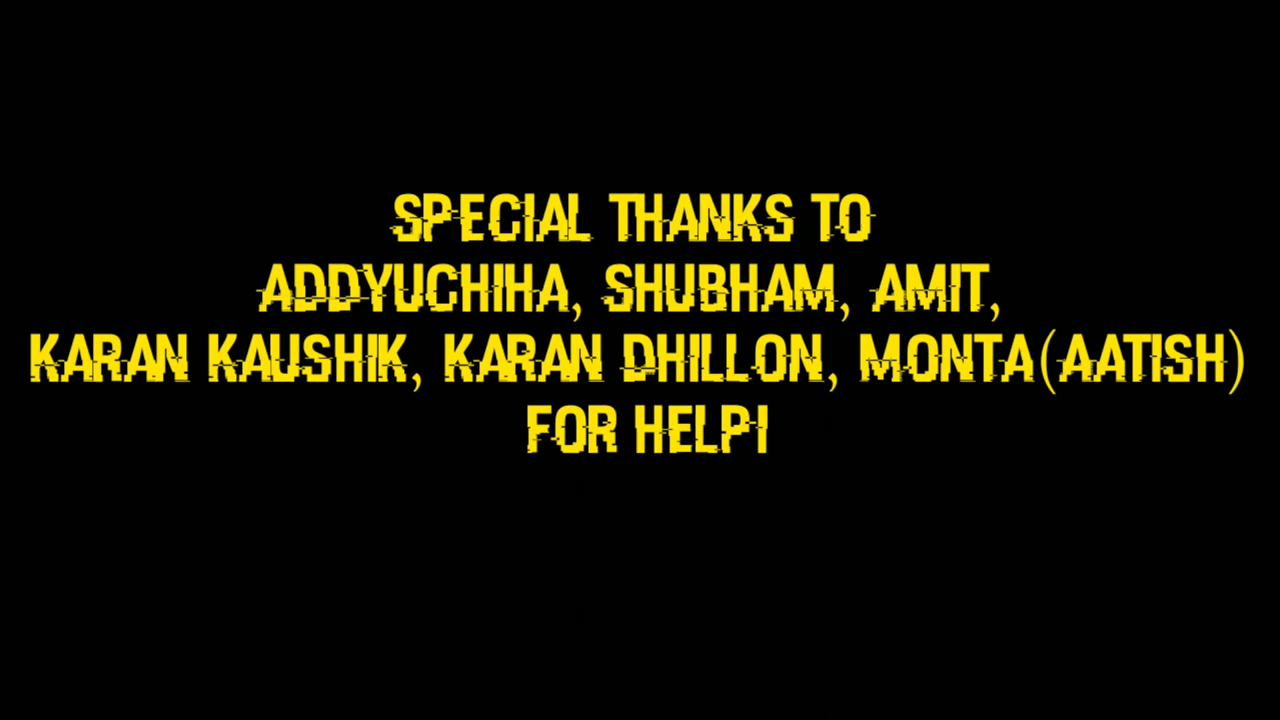 SPECIAL THANKS TO
ADDYUCHIHA, SHUBHAM, AMIT,
KARAN KAUSHIK, KARAN DHILLON, MONTA(AATISH)
FOR HELP!